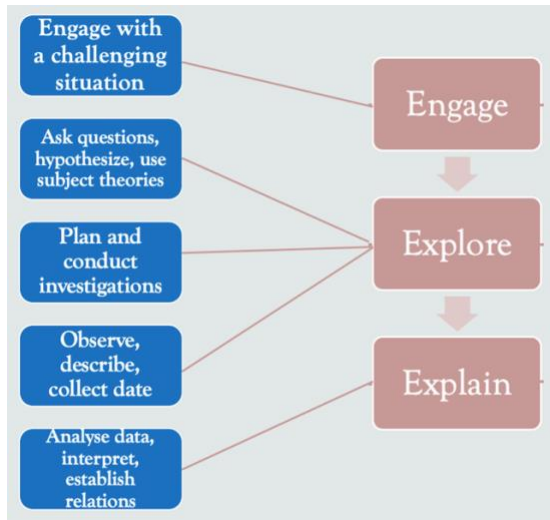 Engage with
a challenging
situation
Engage
Ask questions,
hypothesize, use
subject theories
Plan and
conduct
investigations
Explore
Observe,
describe,
collect date
Explain
Analyse data,
interpret,
establish
relations